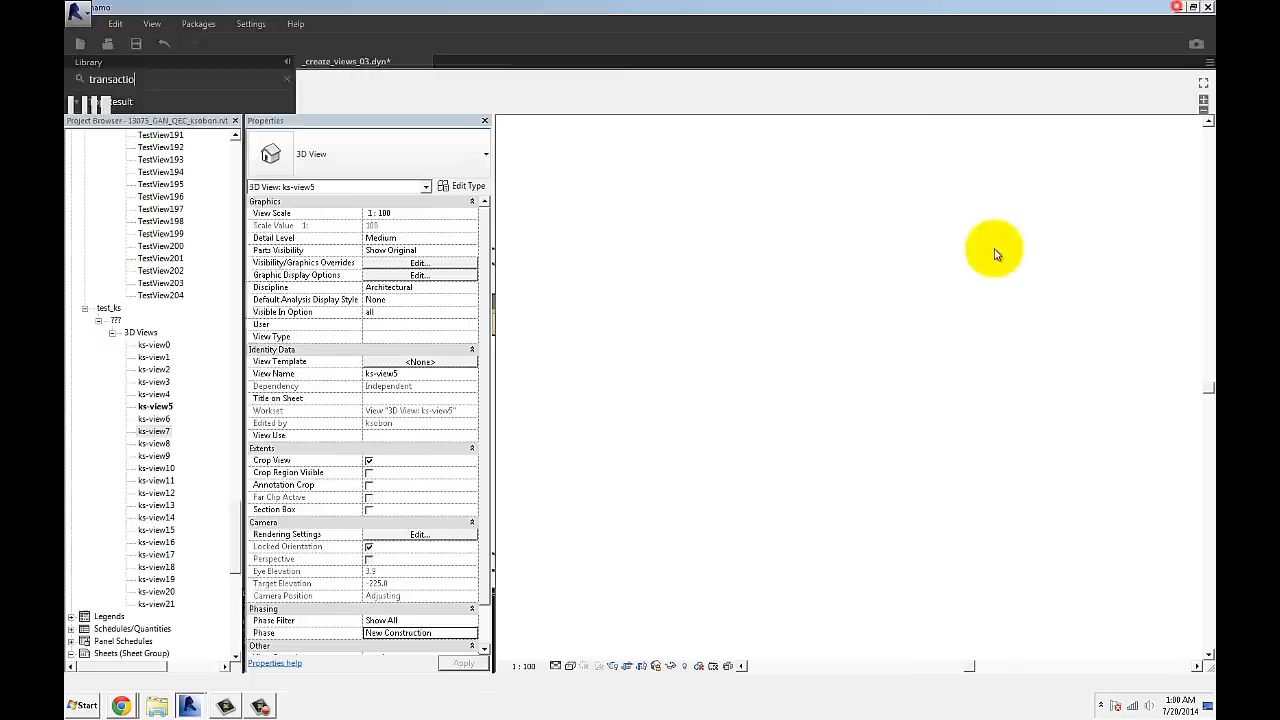 amo
Edit View Packages Settings Help
Library
_create_views_03.dyn*
transactio
Result
Project Browser - 13075_GAN_QEC_ksobon.rvt
TestView191
TestView192
TestView193
TestView194
TestView195
TestView196
TestView197
TestView198
TestView199
TestView200
TestView201
TestView202
TestView203
TestView204
test_ks
???
3D Views
ks-view0
ks-view1
ks-view2
ks-view3
ks-view4
ks-view5
ks-view6
ks-view7
ks-view8
ks-view9
ks-view10
ks-view11
ks-view12
ks-view13
ks-view14
ks-view15
ks-view16
ks-view17
ks-view18
ks-view19
ks-view20
ks-view21
Legends
Schedules/Quantities
Panel Schedules
Sheets (Sheet Group)
Properties
3D View
3D View: ks-view5 Edit Type
Graphics
View Scale 1 : 100
Scale Value 1: 100
Detail Level Medium
Parts Visibility Show Original
Visibility/Graphics Overrides Edit...
Graphic Display Options Edit...
Discipline Architectural
Default Analysis Display Style None
Visible In Option all
User
View Type
Identity Data
View Template <None>
View Name ks-view5
Dependency Independent
Title on Sheet
Workset View "3D View: ks-view5"
Edited by ksobon
View Use
Extents
Crop View
Crop Region Visible
Annotation Crop
Far Clip Active
Section Box
Camera
Rendering Settings Edit...
Locked Orientation
Perspective
Eye Elevation 3.9
Target Elevation -225.0
Camera Position Adjusting
Phasing
Phase Filter Show All
Phase New Construction
Other
Properties help Apply
1 : 100
Start
1:00 AM
7/20/2014